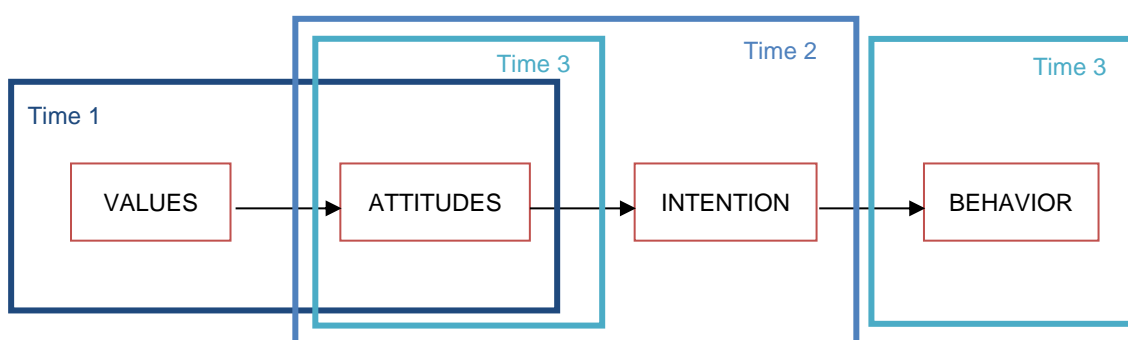 Time 1
Time 3
Time 2
Time 3
VALUES
ATTITUDES
INTENTION
BEHAVIOR